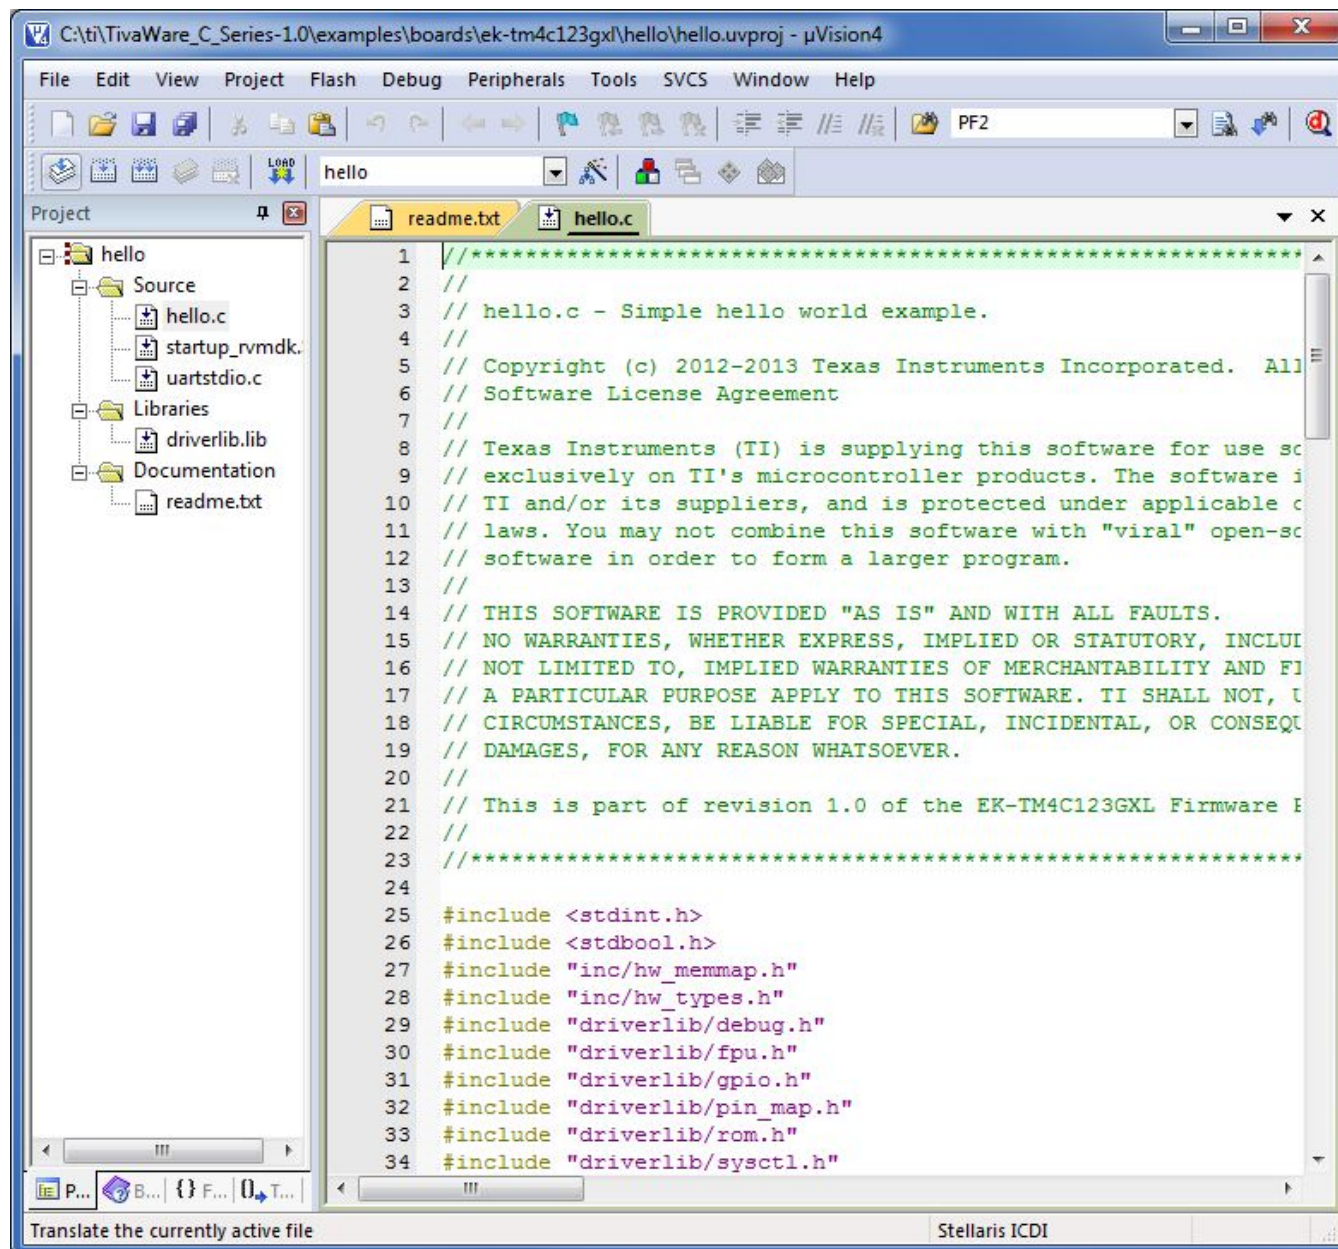 C:\ti\TivaWare_C_Series-1.0\examples\boards\ek-tm4c123gxl\hello\hello.uvproj - µVision4
File Edit View Project Flash Debug Peripherals Tools SVCS Window Help
PF2
LOAD hello
Project
readme.txt hello.c
hello
Source
hello.c
startup_rvmdk.
uartstdio.c
Libraries
driverlib.lib
Documentation
readme.txt
1 //*************************************************************
2 //
3 // hello.c - Simple hello world example.
4 //
5 // Copyright (c) 2012-2013 Texas Instruments Incorporated.  All
6 // Software License Agreement
7 //
8 // Texas Instruments (TI) is supplying this software for use so
9 // exclusively on TI's microcontroller products. The software i
10 // TI and/or its suppliers, and is protected under applicable c
11 // laws. You may not combine this software with "viral" open-so
12 // software in order to form a larger program.
13 //
14 // THIS SOFTWARE IS PROVIDED "AS IS" AND WITH ALL FAULTS.
15 // NO WARRANTIES, WHETHER EXPRESS, IMPLIED OR STATUTORY, INCLUD
16 // NOT LIMITED TO, IMPLIED WARRANTIES OF MERCHANTABILITY AND FI
17 // A PARTICULAR PURPOSE APPLY TO THIS SOFTWARE. TI SHALL NOT, U
18 // CIRCUMSTANCES, BE LIABLE FOR SPECIAL, INCIDENTAL, OR CONSEQU
19 // DAMAGES, FOR ANY REASON WHATSOEVER.
20 //
21 // This is part of revision 1.0 of the EK-TM4C123GXL Firmware P
22 //
23 //*************************************************************
24
25 #include <stdint.h>
26 #include <stdbool.h>
27 #include "inc/hw_memmap.h"
28 #include "inc/hw_types.h"
29 #include "driverlib/debug.h"
30 #include "driverlib/fpu.h"
31 #include "driverlib/gpio.h"
32 #include "driverlib/pin_map.h"
33 #include "driverlib/rom.h"
34 #include "driverlib/sysctl.h"
P... B... {} F... T...
Translate the currently active file Stellaris ICDI